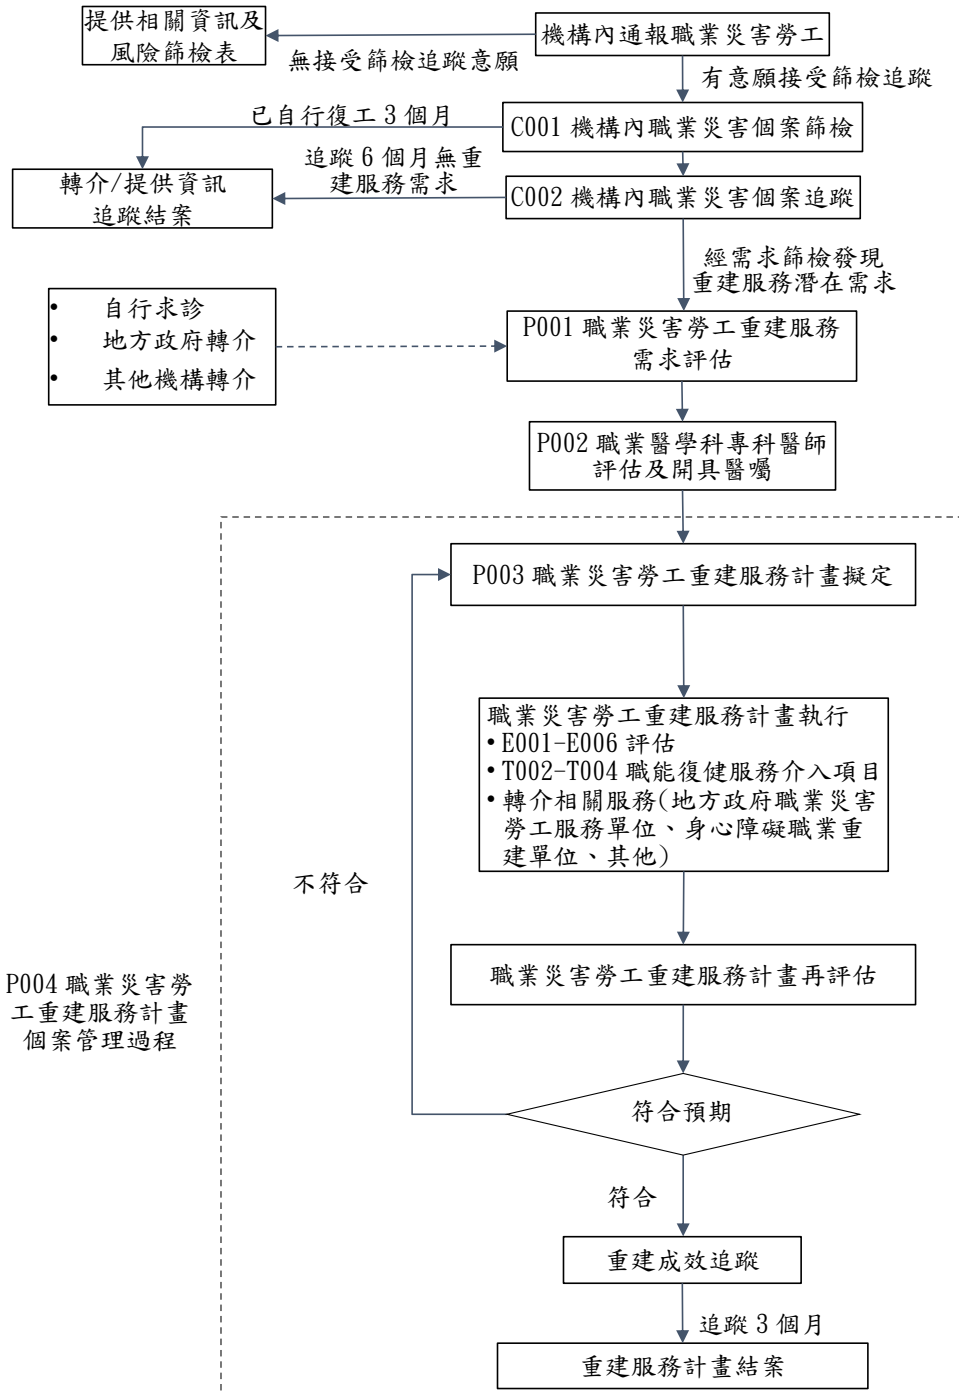 提供相關資訊及
風險篩檢表
機構內通報職業災害勞工
無接受篩檢追蹤意願
有意願接受篩檢追蹤
已自行復工 3 個月
C001 機構內職業災害個案篩檢
追蹤 6 個月無重
建服務需求
轉介/提供資訊
追蹤結案
C002 機構內職業災害個案追蹤
經需求篩檢發現
重建服務潛在需求
• 自行求診
• 地方政府轉介
• 其他機構轉介
P001 職業災害勞工重建服務
需求評估
P002 職業醫學科專科醫師
評估及開具醫囑
P003 職業災害勞工重建服務計畫擬定
職業災害勞工重建服務計畫執行
•E001-E006 評估
•T002-T004 職能復健服務介入項目
•轉介相關服務(地方政府職業災害
勞工服務單位、身心障礙職業重
建單位、其他)
不符合
職業災害勞工重建服務計畫再評估
P004 職業災害勞
工重建服務計畫
個案管理過程
符合預期
符合
重建成效追蹤
追蹤 3 個月
重建服務計畫結案